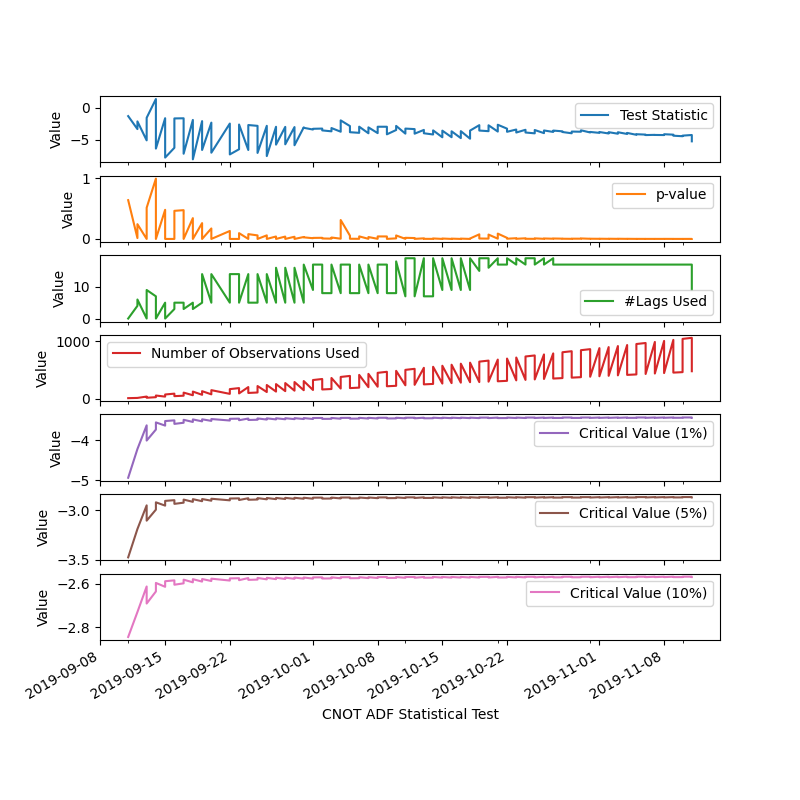 0
−5
Value
Test Statistic
1
0
Value
p-value
10
0
Value
#Lags Used
1000
0
Value
Number of Observations Used
−4
−5
Value
Critical Value (1%)
−3.0
−3.5
Value
Critical Value (5%)
−2.6
−2.8
Value
Critical Value (10%)
2019-09-08
2019-09-15
2019-09-22
2019-10-01
2019-10-08
2019-10-15
2019-10-22
2019-11-01
2019-11-08
CNOT ADF Statistical Test